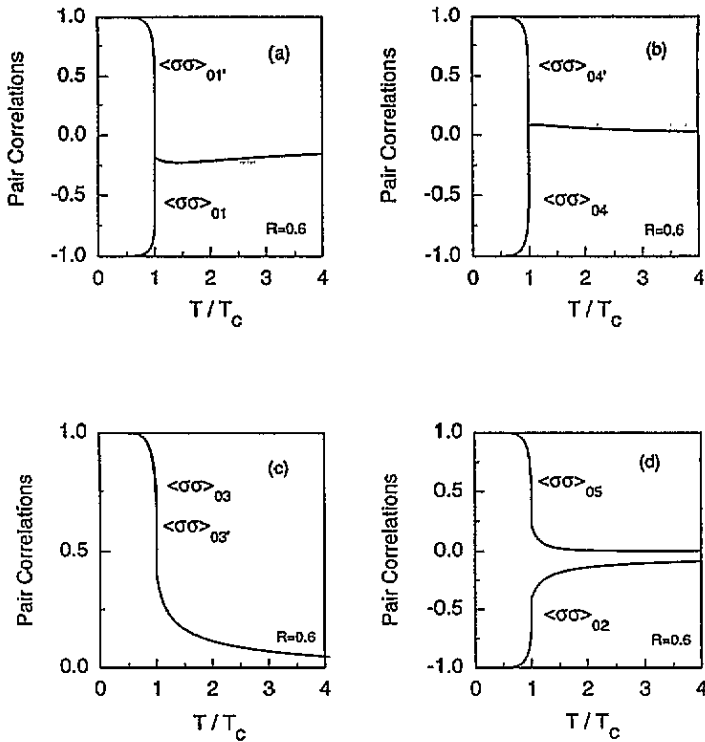 (a)
1.0
0.5
0.0
-0.5
-1.0
Pair Correlations
<σσ>01'
<σσ>01
R=0.6
0 1 2 3 4
T / Tc
(b)
1.0
0.5
0.0
-0.5
-1.0
Pair Correlations
<σσ>04'
<σσ>04
R=0.6
0 1 2 3 4
T / Tc
(c)
1.0
0.5
0.0
Pair Correlations
<σσ>03
<σσ>03'
R=0.6
0 1 2 3 4
T / Tc
(d)
1.0
0.5
0.0
-0.5
-1.0
Pair Correlations
<σσ>05
<σσ>02
R=0.6
0 1 2 3 4
T / Tc